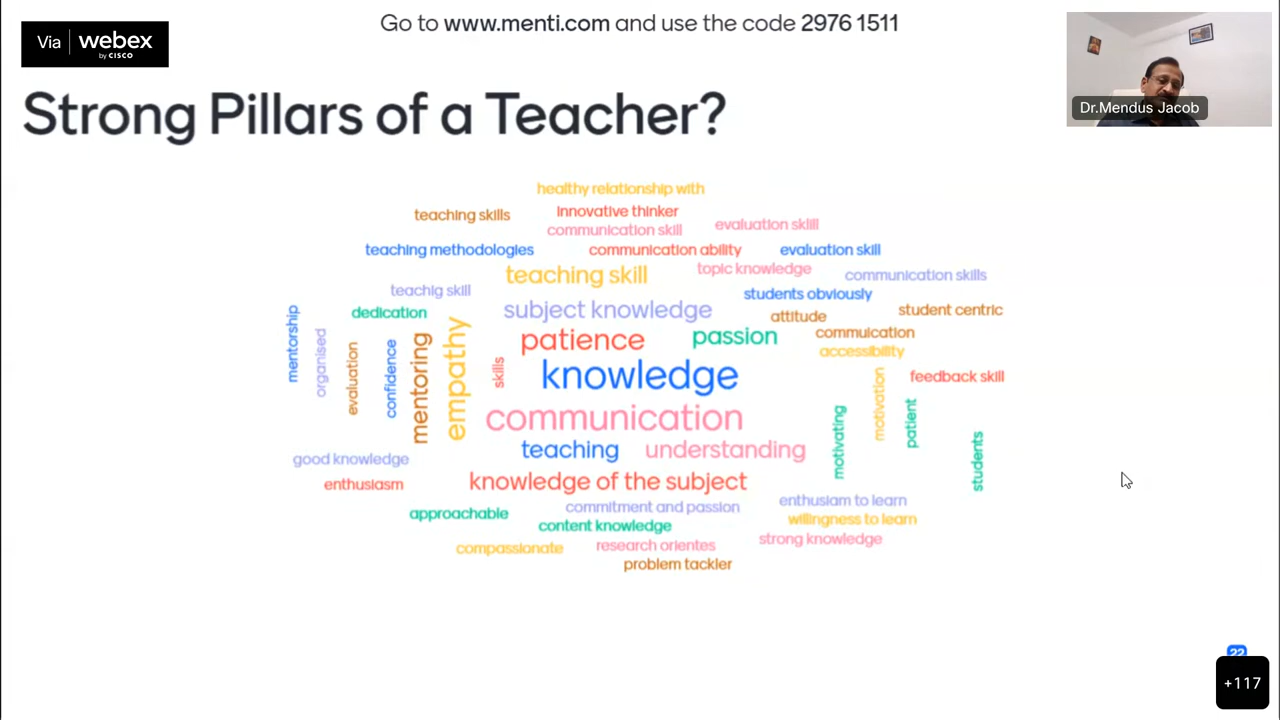 Go to www.menti.com and use the code 2976 1511
Via webex
by CISCO
Dr.Mendus Jacob
Strong Pillars of a Teacher?
healthy relationship with
teaching skills
innovative thinker
evaluation sklill
communication skill
teaching methodologies
communication ability
evaluation skill
teaching skill
topic knowledge
communication skills
teachig skill
students obviously
dedication
subject knowledge
attitude
student centric
mentorship
organised
evaluation
confidence
mentoring
empathy
skills
patience
passion
commuication
accessibility
knowledge
feedback skill
motivation
patient
motivating
students
communication
teaching
understanding
good knowledge
enthusiasm
knowledge of the subject
approachable
commitment and passion
enthusiam to learn
content knowledge
willingness to learn
compassionate
research orientes
strong knowledge
problem tackler
22
+117